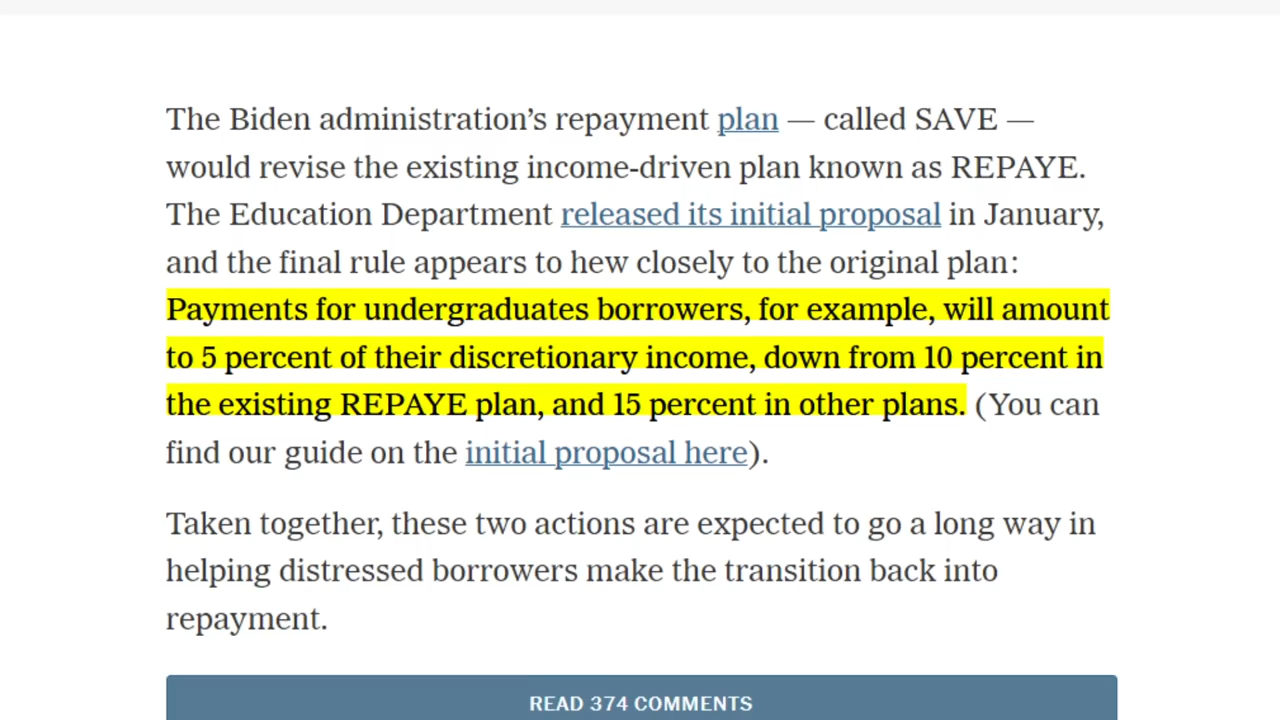 The Biden administration’s repayment plan — called SAVE —
would revise the existing income-driven plan known as REPAYE.
The Education Department released its initial proposal in January,
and the final rule appears to hew closely to the original plan:
Payments for undergraduates borrowers, for example, will amount
to 5 percent of their discretionary income, down from 10 percent in
the existing REPAYE plan, and 15 percent in other plans. (You can
find our guide on the initial proposal here).
Taken together, these two actions are expected to go a long way in
helping distressed borrowers make the transition back into
repayment.
READ 374 COMMENTS